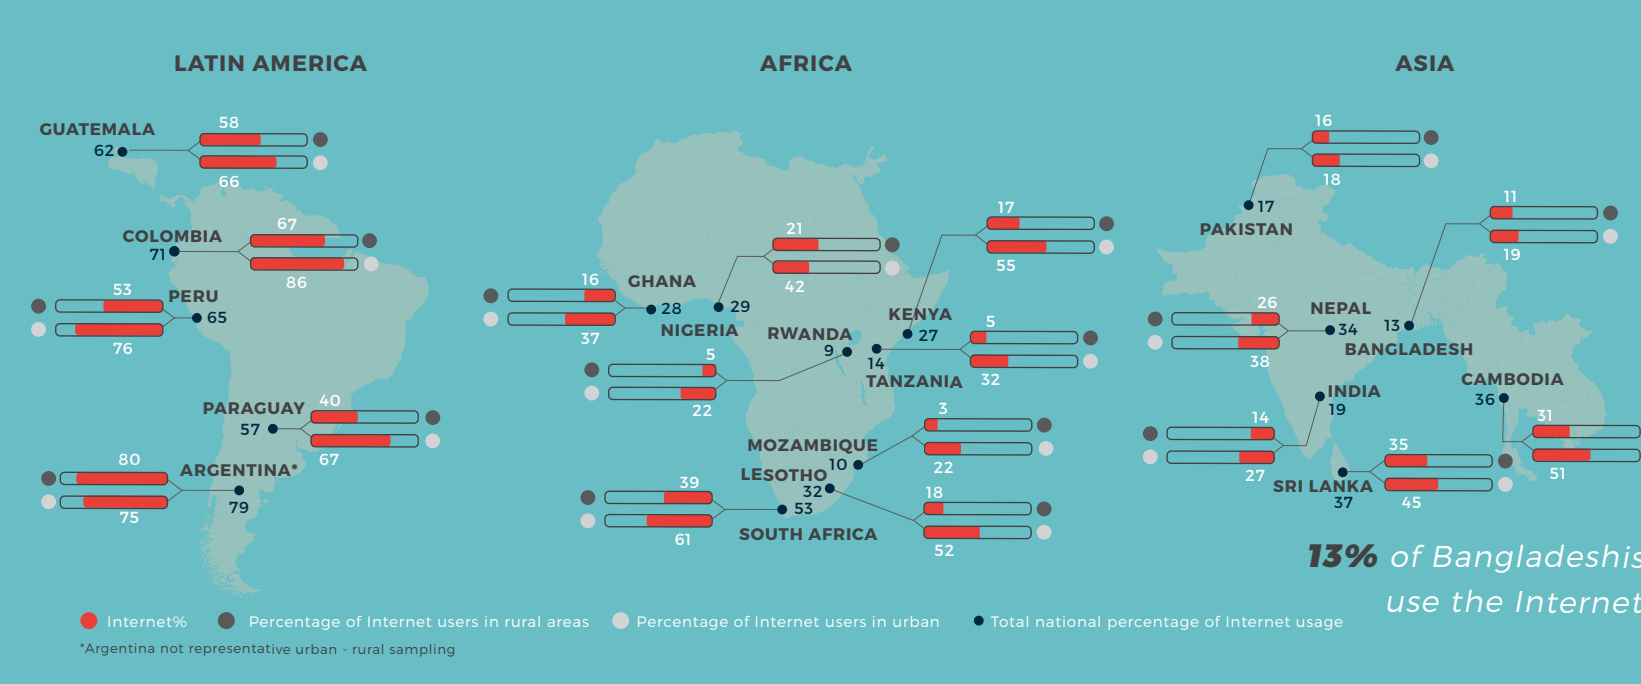 LATIN AMERICA
GUATEMALA
62
58
66
COLOMBIA
71
67
86
PERU
65
53
76
PARAGUAY
57
40
67
ARGENTINA*
79
80
75
AFRICA
GHANA
28
16
37
NIGERIA
29
21
42
KENYA
27
17
55
RWANDA
9
5
22
TANZANIA
14
5
32
MOZAMBIQUE
10
3
22
LESOTHO
32
18
52
SOUTH AFRICA
53
39
61
ASIA
PAKISTAN
17
16
18
BANGLADESH
13
11
19
NEPAL
34
26
38
INDIA
19
14
27
CAMBODIA
36
31
51
SRI LANKA
37
35
45
13% of Bangladeshis
use the Internet
Internet% Percentage of Internet users in rural areas Percentage of Internet users in urban Total national percentage of Internet usage
*Argentina not representative urban - rural sampling